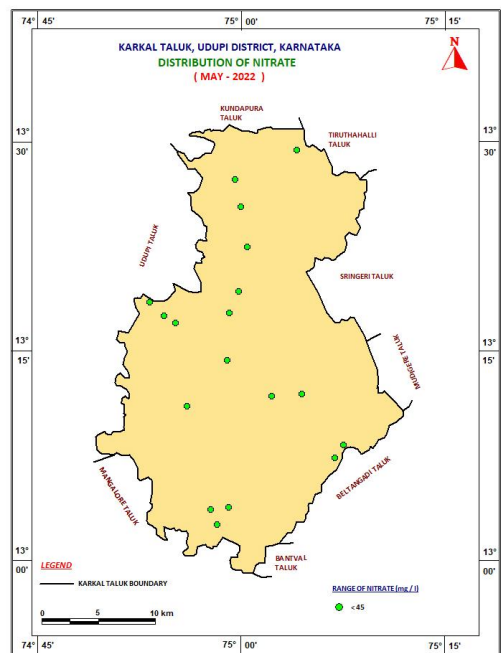 74° 45'
75° 00'
75° 15'
KARKAL TALUK, UDUPI DISTRICT, KARNATAKA
DISTRIBUTION OF NITRATE
( MAY - 2022 )
N
KUNDAPURA
TALUK
TIRUTHAHALLI
TALUK
13°
30'
13°
30'
UDUPI TALUK
SRINGERI TALUK
13°
15'
13°
15'
MUDIGERE TALUK
MANGALORE TALUK
BELTANGADI TALUK
BANTVAL
TALUK
13°
00'
13°
00'
LEGEND
KARKAL TALUK BOUNDARY
RANGE OF NITRATE (mg / l)
<45
0 5 10 km
74° 45'
75° 00'
75° 15'